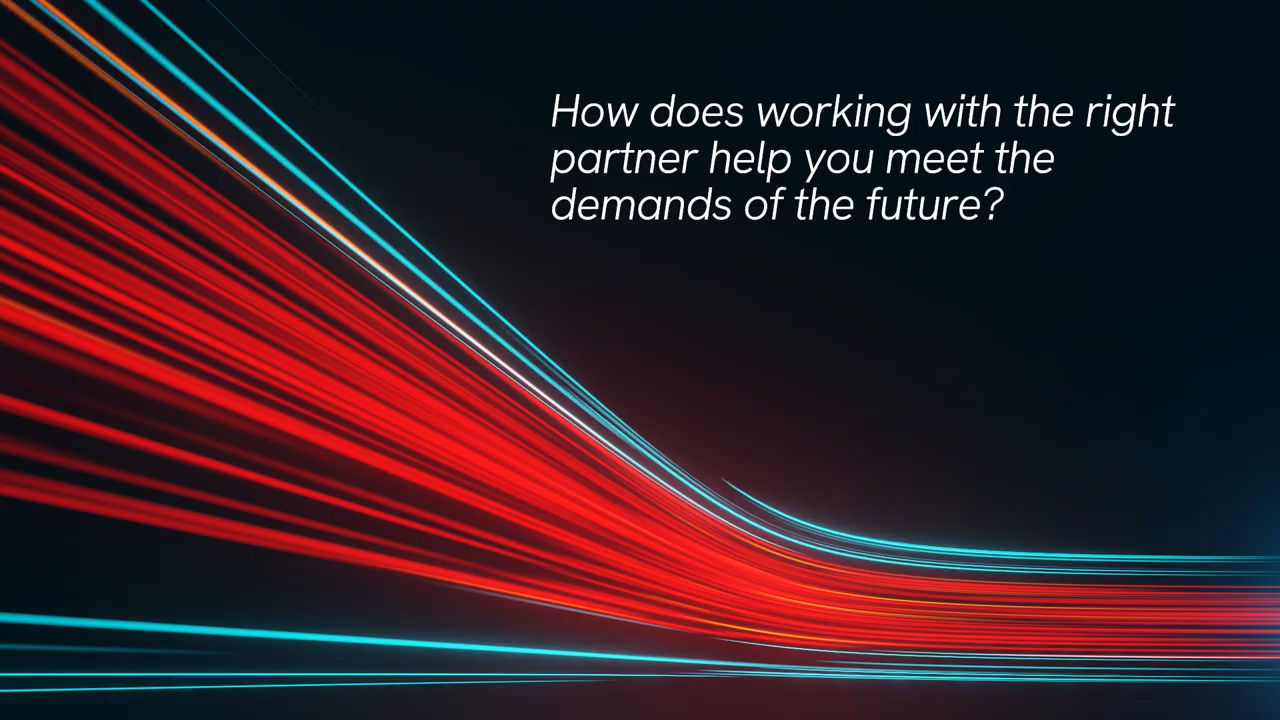 How does working with the right
partner help you meet the
demands of the future?